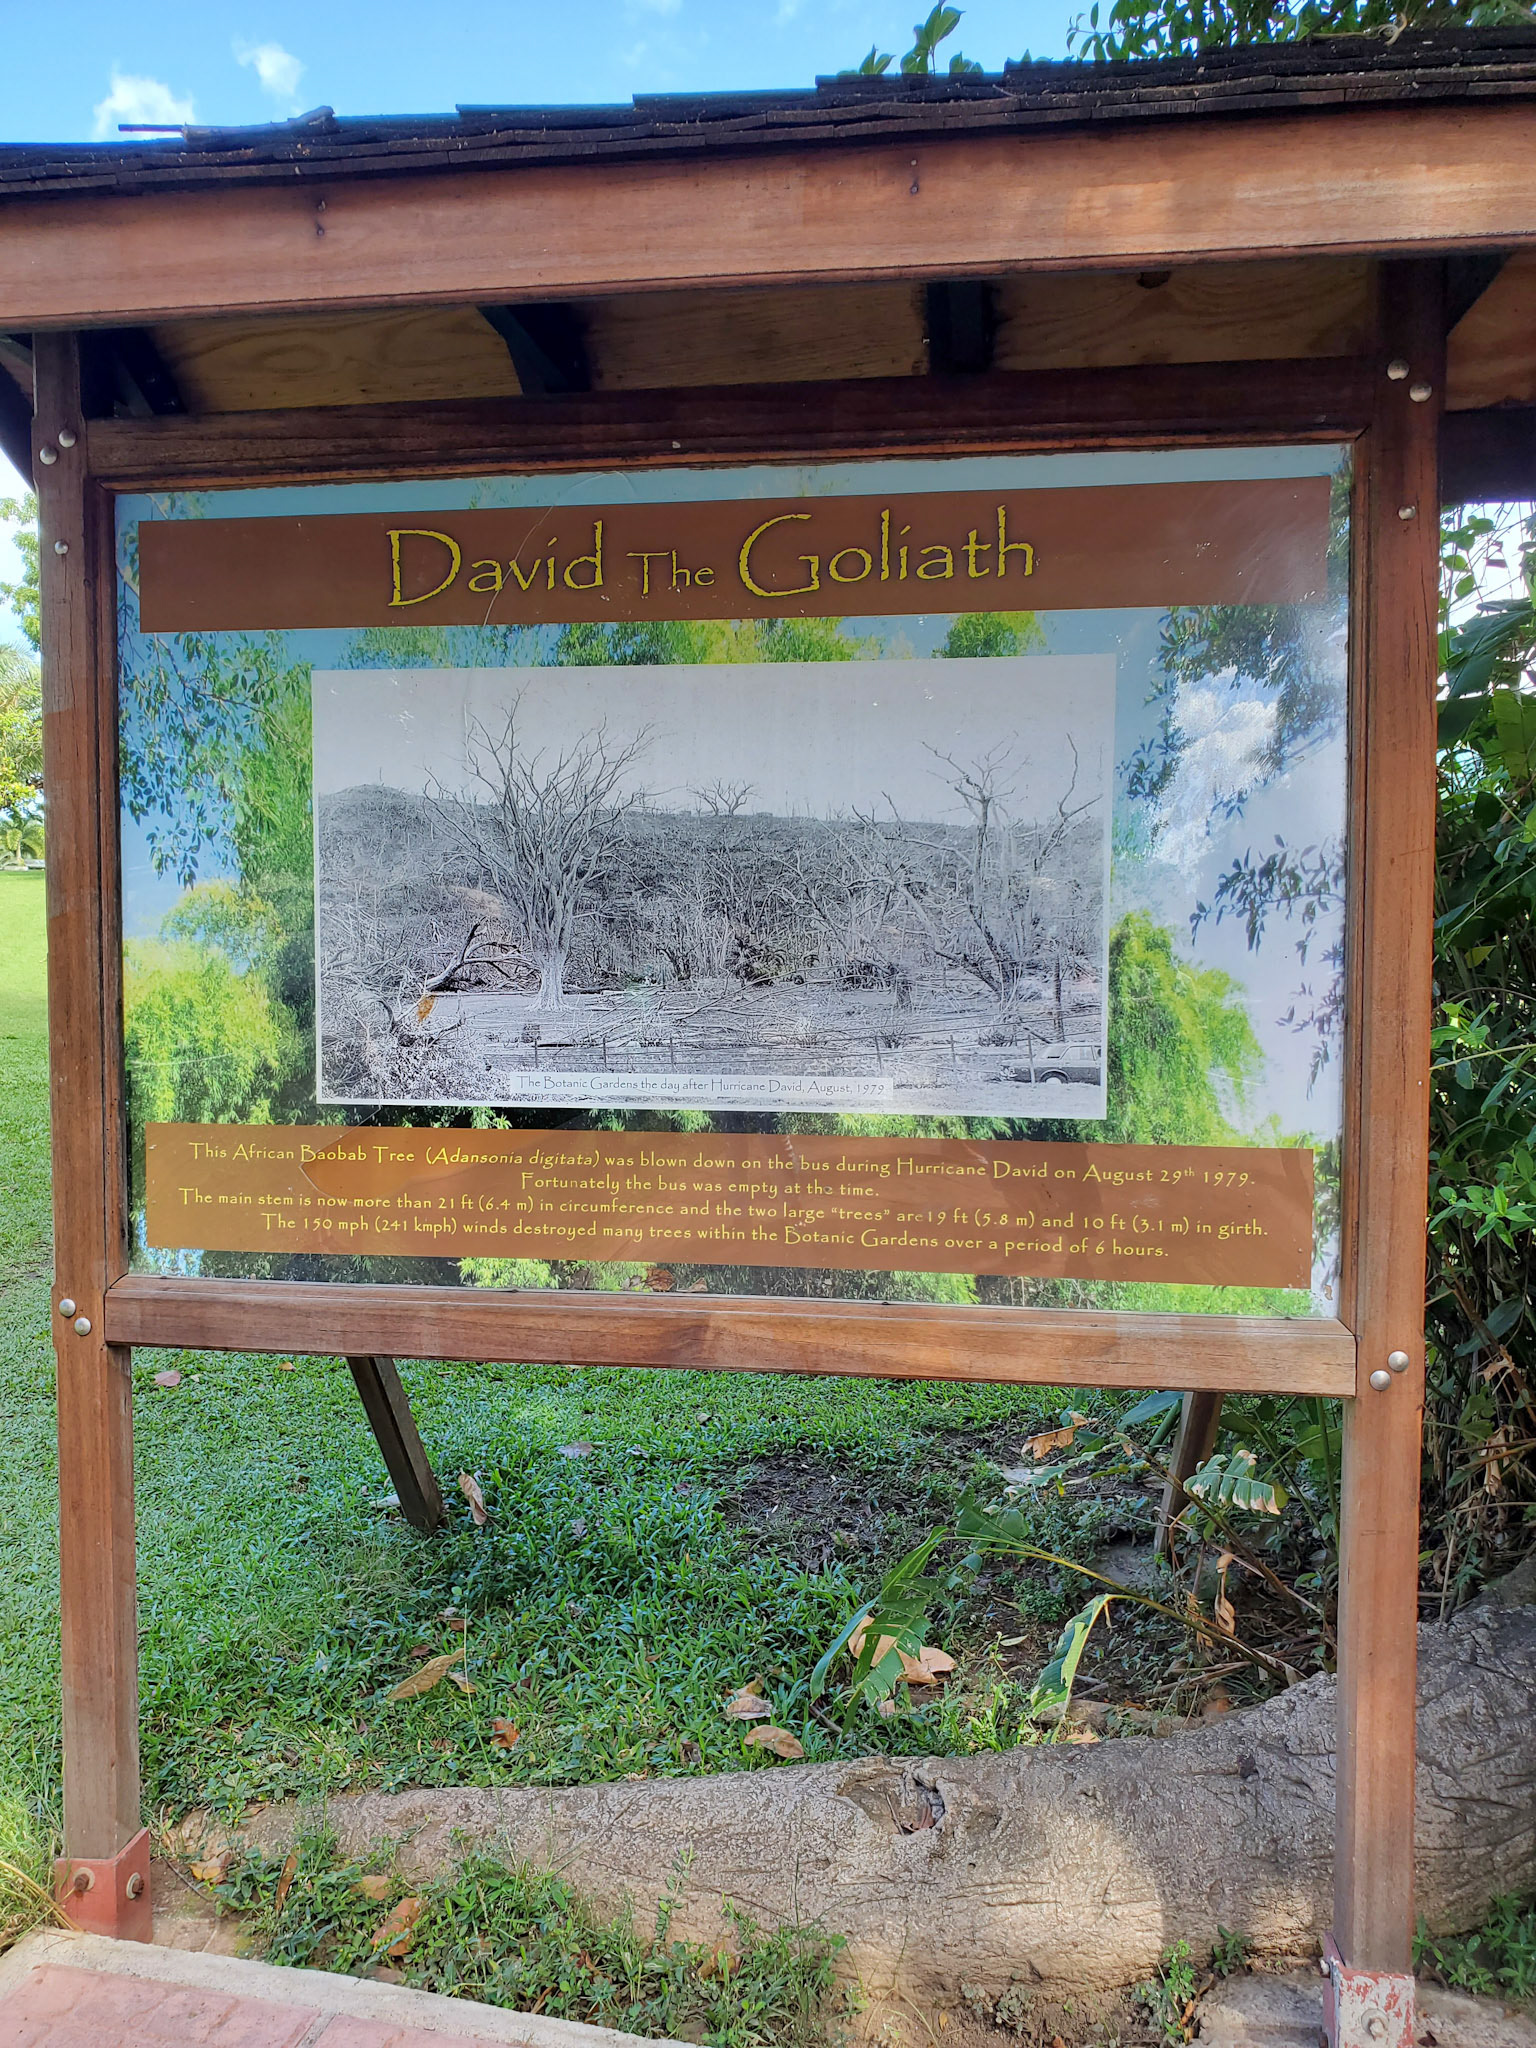 David The Goliath
The Botanic Gardens the day after Hurricane David, August, 1979
This African Baobab Tree (Adansonia digitata) was blown down on the bus during Hurricane David on August 29th 1979.
Fortunately the bus was empty at the time.
The main stem is now more than 21 ft (6.4 m) in circumference and the two large "trees" are 19 ft (5.8 m) and 10 ft (3.1 m) in girth.
The 150 mph (241 kmph) winds destroyed many trees within the Botanic Gardens over a period of 6 hours.